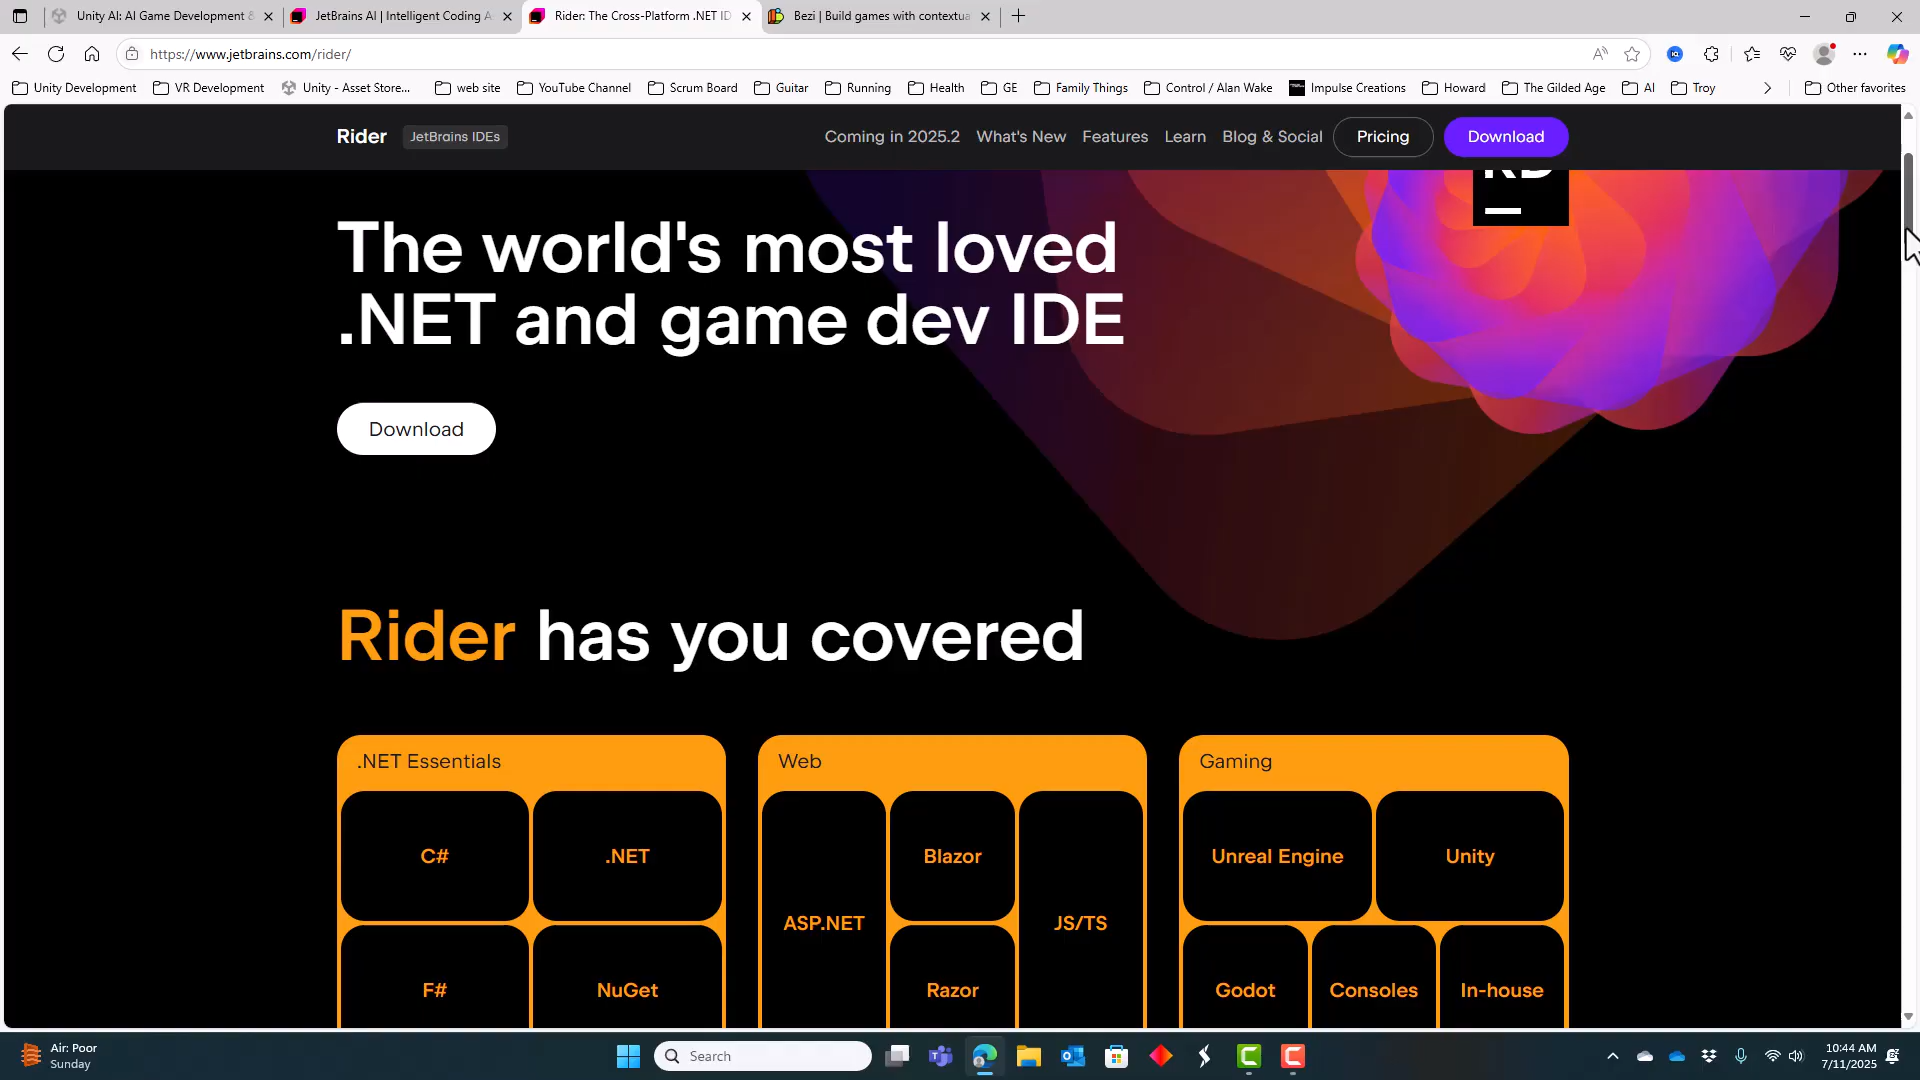 Unity AI: AI Game Development &
JetBrains AI | Intelligent Coding A
Rider: The Cross-Platform .NET ID
Bezi | Build games with contextua
https://www.jetbrains.com/rider/
Unity Development
VR Development
Unity - Asset Store...
web site
YouTube Channel
Scrum Board
Guitar
Running
Health
GE
Family Things
Control / Alan Wake
Impulse Creations
Howard
The Gilded Age
AI
Troy
Other favorites
Rider
JetBrains IDEs
Coming in 2025.2
What's New
Features
Learn
Blog & Social
Pricing
Download
RD
The world's most loved
.NET and game dev IDE
Download
Rider has you covered
.NET Essentials
Web
Gaming
C#
.NET
Blazor
Unreal Engine
Unity
ASP.NET
JS/TS
F#
NuGet
Razor
Godot
Consoles
In-house
Air: Poor
Sunday
Search
10:44 AM
7/11/2025